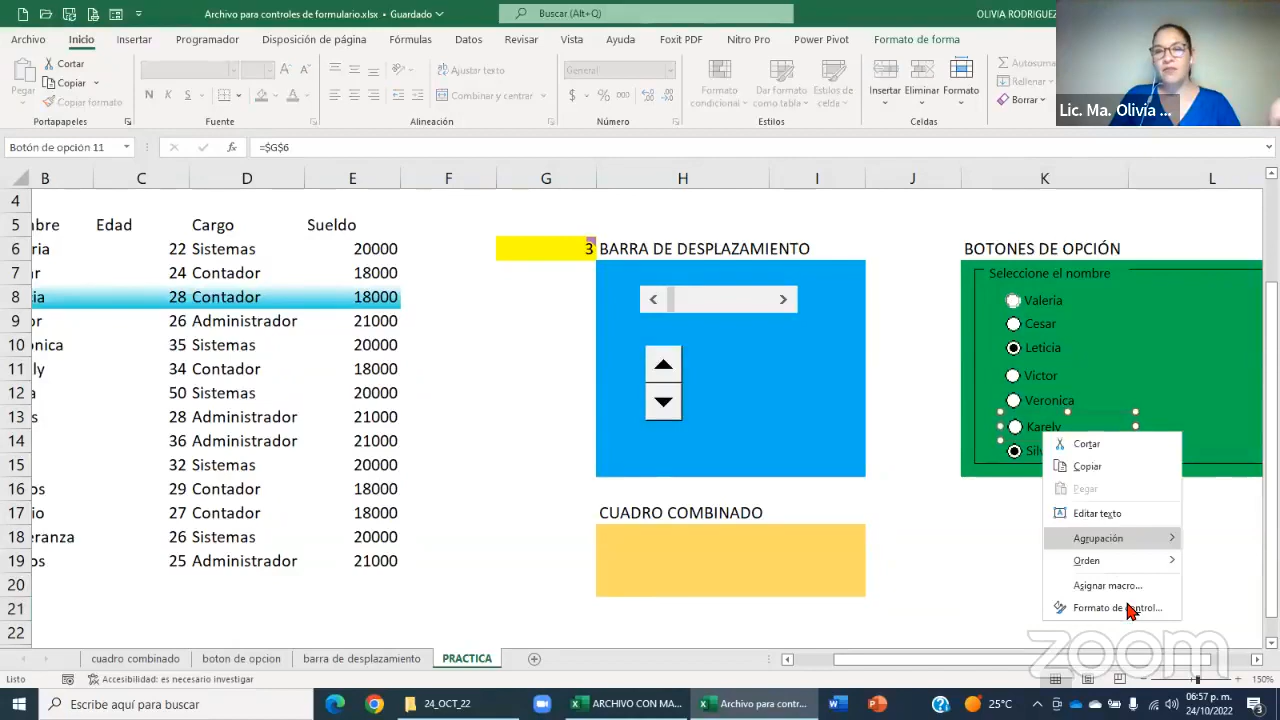 Archivo para controles de formulario.xlsx • Guardado
Buscar (Alt+Q)
OLIVIA RODRIGUEZ
Archivo
Inicio
Insertar
Programador
Disposición de página
Fórmulas
Datos
Revisar
Vista
Ayuda
Foxit PDF
Nitro Pro
Power Pivot
Formato de forma
Pegar
Cortar
Copiar
Copiar formato
Portapapeles
N K S
Fuente
Ajustar texto
Combinar y centrar
Alineación
General
$ % 000
Número
Formato condicional
Dar formato como tabla
Estilos de celda
Estilos
Insertar
Eliminar
Formato
Celdas
Autosuma
Rellenar
Borrar
Lic. Ma. Olivia ...
Botón de opción 11
fx
=$G$6
B C D E F G H I J K L
4
5 nbre Edad Cargo Sueldo
6 ria 22 Sistemas 20000 3 BARRA DE DESPLAZAMIENTO BOTONES DE OPCIÓN
7 ar 24 Contador 18000 Seleccione el nombre
8 ia 28 Contador 18000 Valeria
9 or 26 Administrador 21000 Cesar
10 onica 35 Sistemas 20000 Leticia
11 ly 34 Contador 18000 Victor
12 a 50 Sistemas 20000 Veronica
13 s 28 Administrador 21000 Karely
14 36 Administrador 21000
15 32 Sistemas 20000
16 os 29 Contador 18000
17 io 27 Contador 18000 CUADRO COMBINADO
18 eranza 26 Sistemas 20000
19 os 25 Administrador 21000
20
21
22
Cortar
Copiar
Pegar
Editar texto
Agrupación
Orden
Asignar macro...
Formato de control...
zoom
cuadro combinado
boton de opcion
barra de desplazamiento
PRACTICA
Listo
Accesibilidad: es necesario investigar
150%
Escribe aquí para buscar
24_OCT_22
ARCHIVO CON MA...
Archivo para contr...
25°C
06:57 p. m.
24/10/2022